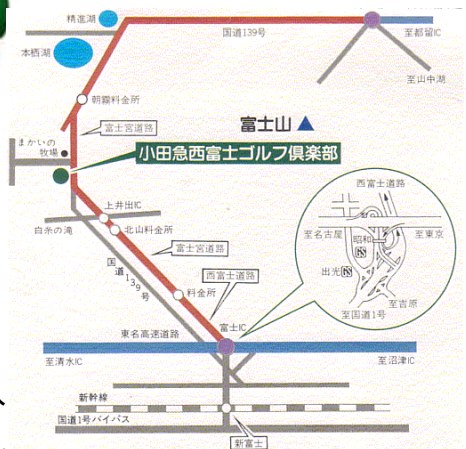 精進湖
国道139号
至都留IC
本栖湖
至山中湖
朝霧料金所
富士宮道路
富士山▲
まかいの
牧場
小田急西富士ゴルフ倶楽部
西富士道路
上井出IC
白糸の滝
北山料金所
至名古屋
昭和
至東京
富士宮道路
国道139号
西富士道路
出光
料金所
至吉原
至国道1号
富士IC
東名高速道路
至清水IC
至沼津IC
新幹線
国道1号バイパス
新富士